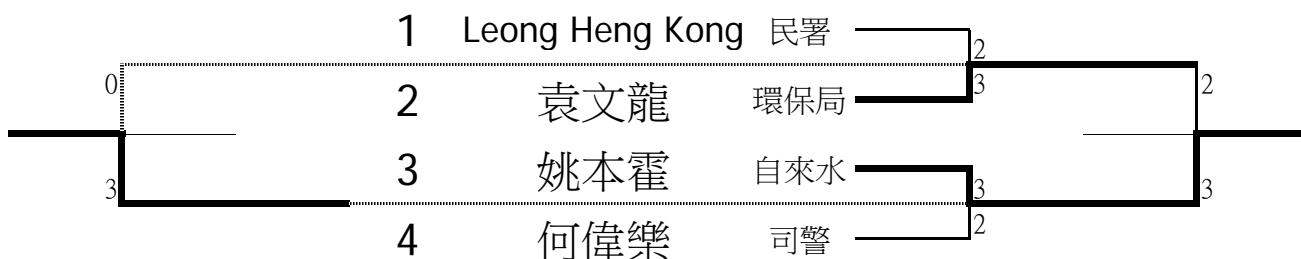 1 Leong Heng Kong 民署
2
0 3 2
2 袁文龍 環保局
3 姚本霍 自來水
3 3 3
2
4 何偉樂 司警